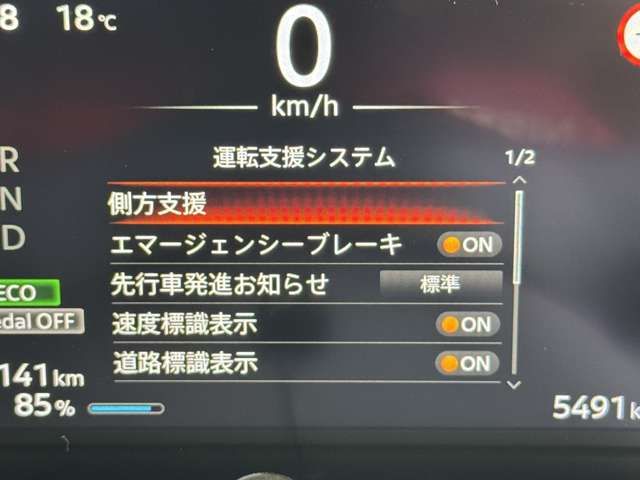 8 18℃
0
km/h
運転支援システム 1/2
側方支援
エマージェンシーブレーキ ON
先行車発進お知らせ 標準
速度標識表示 ON
道路標識表示 ON
R
N
D
ECO
edal OFF
141 km
85%
5491 k